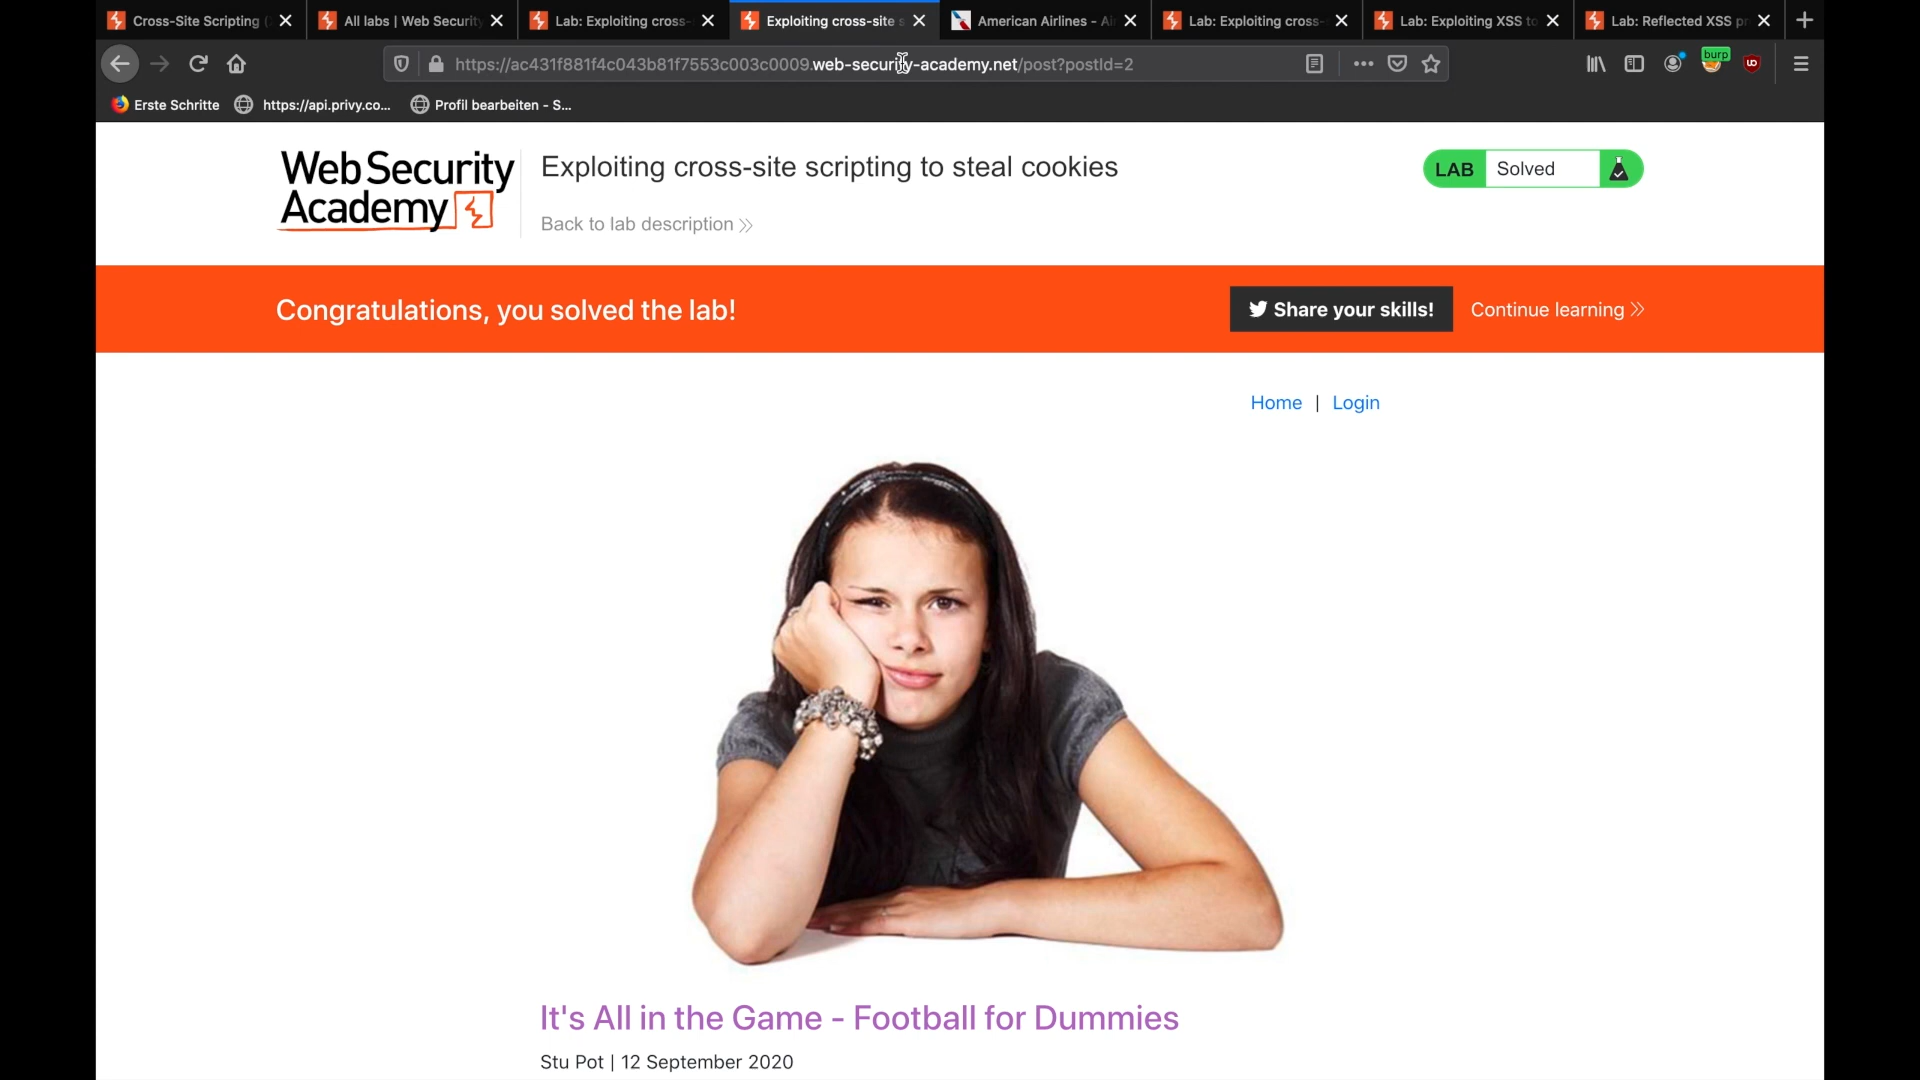 Cross-Site Scripting (
All labs | Web Security
Lab: Exploiting cross-
Exploiting cross-site s
American Airlines - Ai
Lab: Exploiting cross-
Lab: Exploiting XSS to
Lab: Reflected XSS pr
https://ac431f881f4c043b81f7553c003c0009.web-security-academy.net/post?postId=2
burp
Erste Schritte
https://api.privy.co...
Profil bearbeiten - S...
Web Security
Academy
Exploiting cross-site scripting to steal cookies
Back to lab description
LAB Solved
Congratulations, you solved the lab!
Share your skills!
Continue learning
Home | Login
It's All in the Game - Football for Dummies
Stu Pot | 12 September 2020